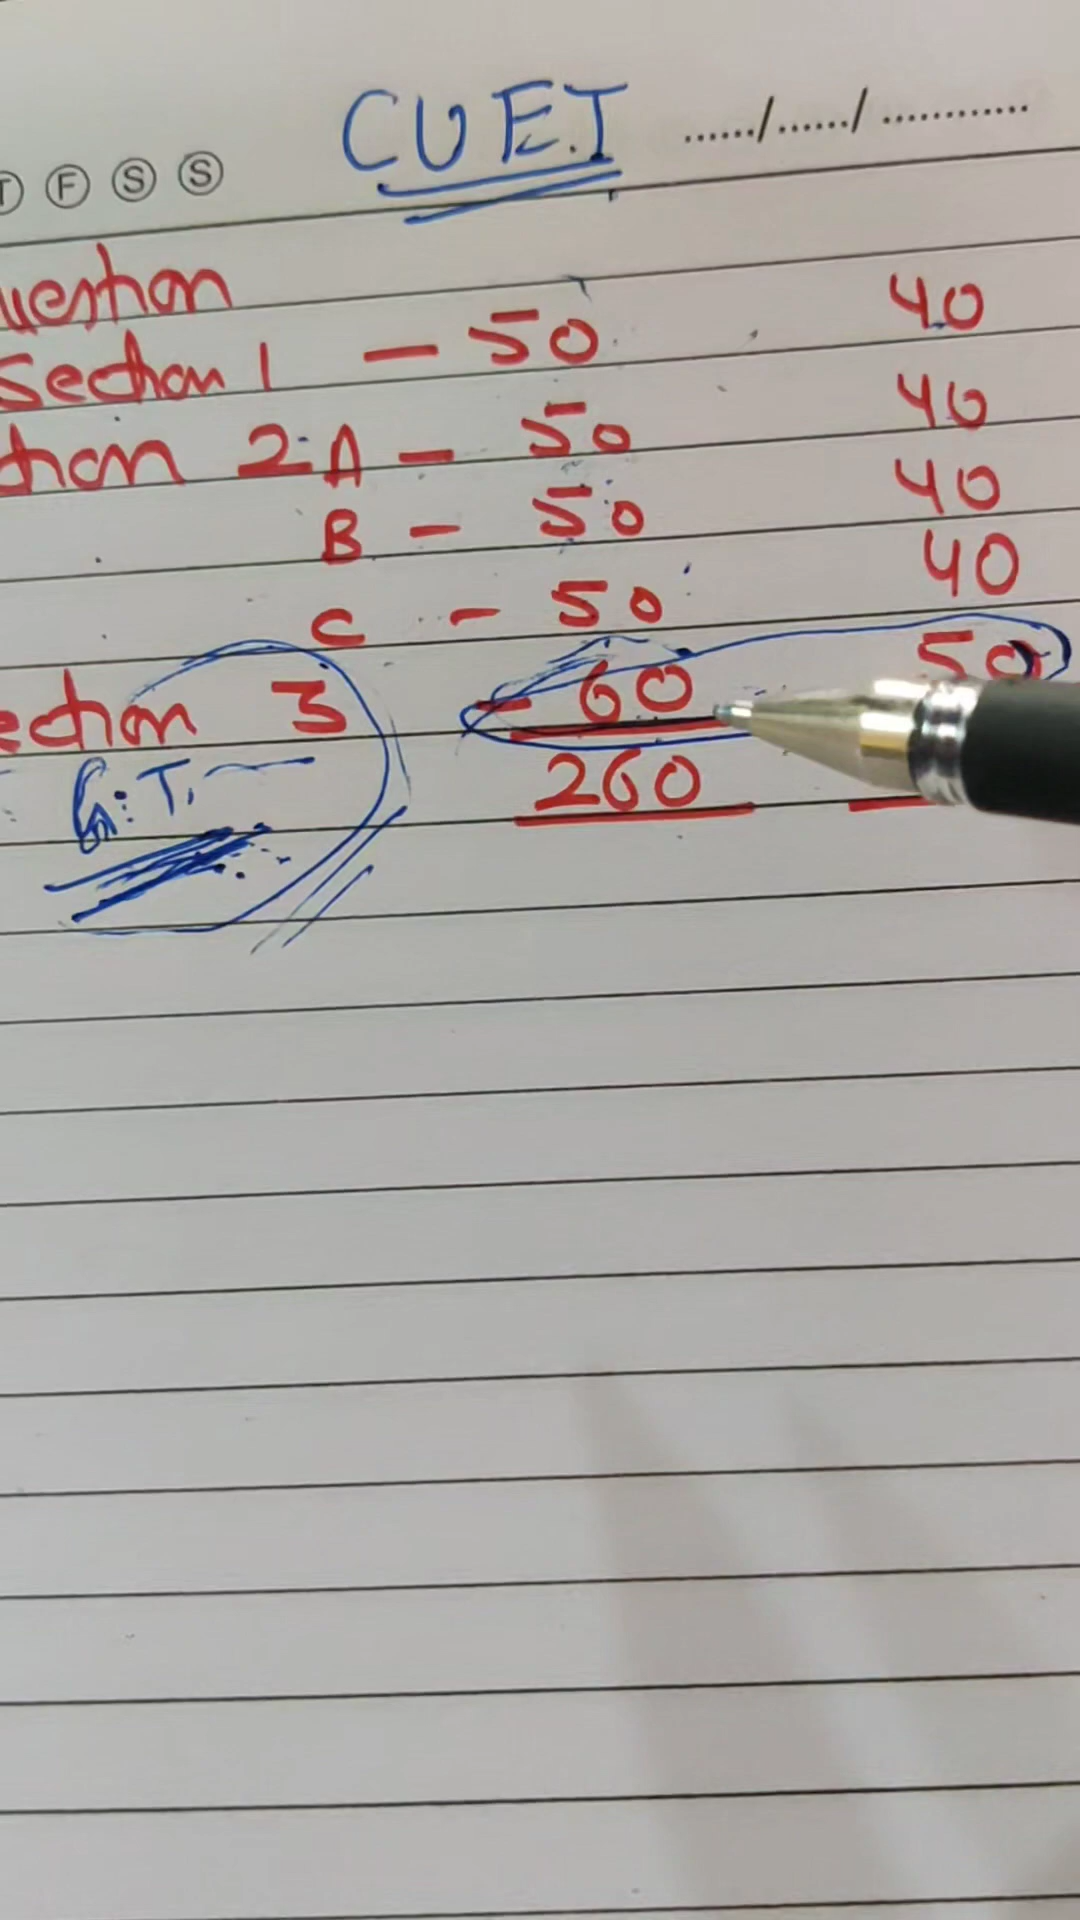 CUET ....../....../............
T F S S
uestion
Section 1 - 50 40
ction 2 A - 50 40
B - 50 40
C - 50 40
ection 3 - 60 50
G.T.
260